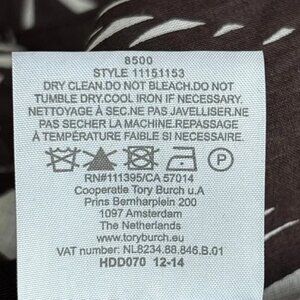 8500
STYLE 11151153
DRY CLEAN.DO NOT BLEACH.DO NOT
TUMBLE DRY.COOL IRON IF NECESSARY.
NETTOYAGE À SEC.NE PAS JAVELLISER.NE
PAS SECHER LA MACHINE.REPASSAGE
À TEMPÉRATURE FAIBLE SI NÉCESSAIRE.
P
RN#111395/CA 57014
Cooperatie Tory Burch u.A
Prins Bernharplein 200
1097 Amsterdam
The Netherlands
www.toryburch.eu
VAT number: NL8234.88.846.B.01
HDD070 12-14